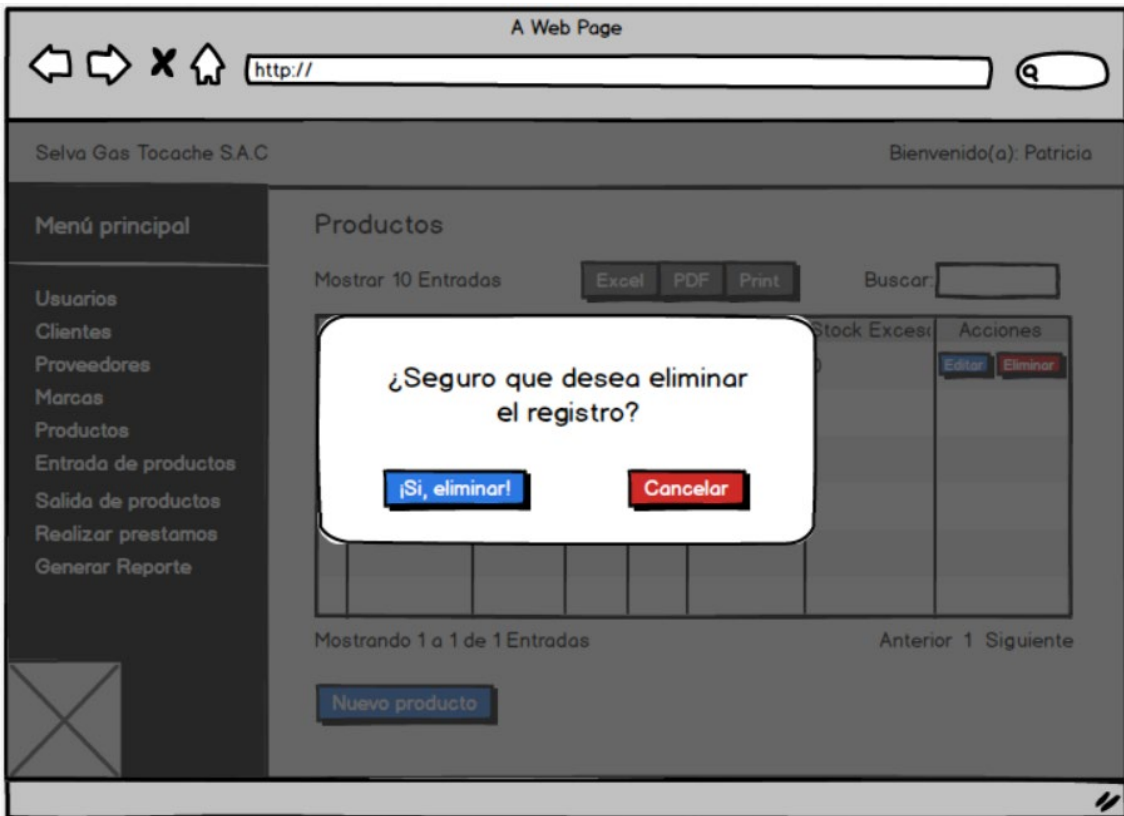 A Web Page
http://
Selva Gas Tocache S.A.C
Bienvenido(a): Patricia
Menú principal
Usuarios
Clientes
Proveedores
Marcas
Productos
Entrada de productos
Salida de productos
Realizar prestamos
Generar Reporte
Productos
Mostrar 10 Entradas
Excel PDF Print
Buscar:
Stock Exceso Acciones
Editar Eliminar
¿Seguro que desea eliminar
el registro?
¡Si, eliminar!
Cancelar
Mostrando 1 a 1 de 1 Entradas
Anterior 1 Siguiente
Nuevo producto